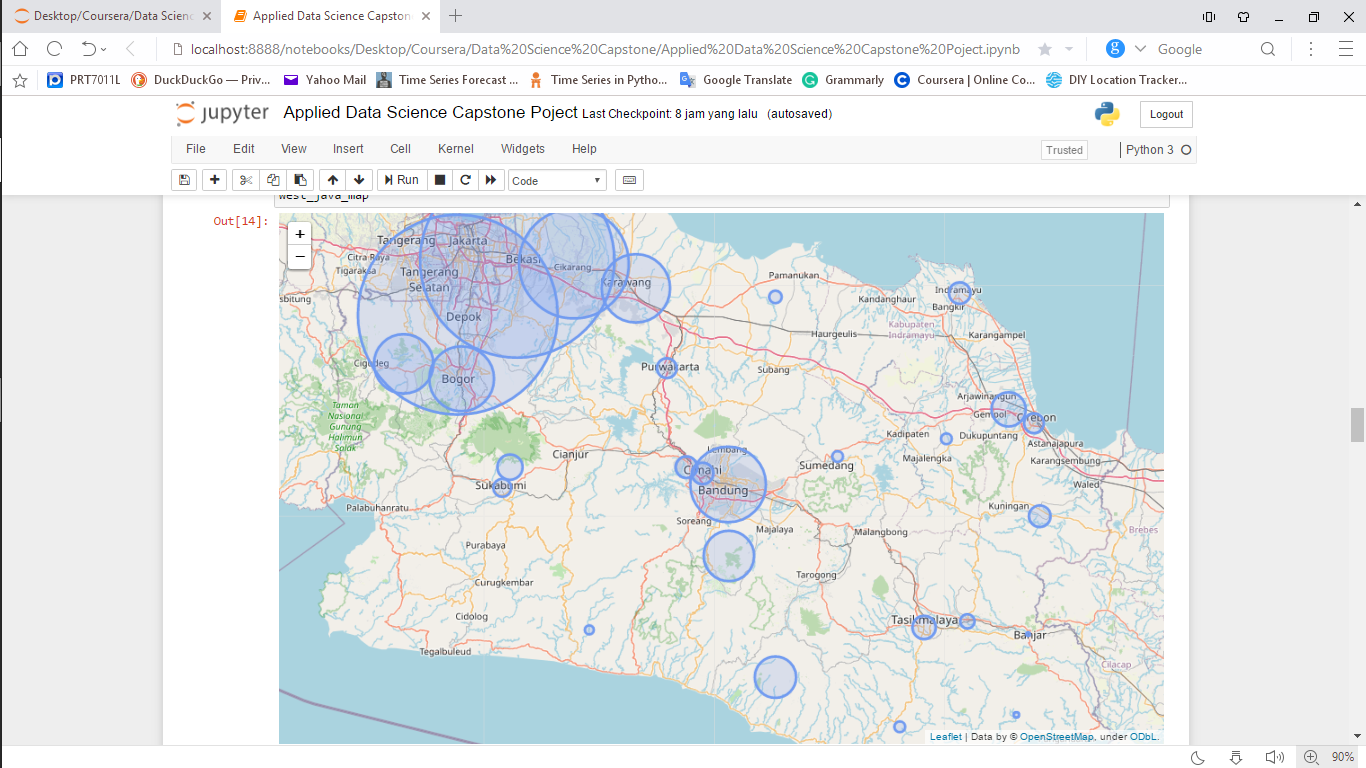 Desktop/Coursera/Data Scienc
Applied Data Science Capston
localhost:8888/notebooks/Desktop/Coursera/Data%20Science%20Capstone/Applied%20Data%20Science%20Capstone%20Poject.ipynb
Google
PRT7011L
DuckDuckGo — Priv...
Yahoo Mail
Time Series Forecast ...
Time Series in Pytho...
Google Translate
Grammarly
Coursera | Online Co...
DIY Location Tracker...
jupyter
Applied Data Science Capstone Poject Last Checkpoint: 8 jam yang lalu (autosaved)
Logout
File Edit View Insert Cell Kernel Widgets Help
Trusted
Python 3
Run
Code
west_java_map
Out[14]:
+
−
Tangerang
Jakarta
Citra Raya
Tigaraksa
Tangerang
Selatan
Bekasi
Cikarang
Karawang
Pamanukan
Indramayu
Bangkir
Kandanghaur
sbitung
Depok
Haurgeulis
Kabupaten
Indramayu
Karangampel
Cigudeg
Bogor
Purwakarta
Subang
Arjawinangun
Gempol
Cirebon
Taman
Nasional
Gunung
Halimun
Salak
Kadipaten
Dukupuntang
Astanajapura
Cianjur
Lembang
Cimahi
Sumedang
Majalengka
Karangsembung
Sukabumi
Bandung
Waled
Palabuhanratu
Kuningan
Soreang
Majalaya
Malangbong
Brebes
Purabaya
Curugkembar
Tarogong
Cidolog
Tasikmalaya
Banjar
Tegalbuleud
Cilacap
Leaflet | Data by © OpenStreetMap, under ODbL.
90%